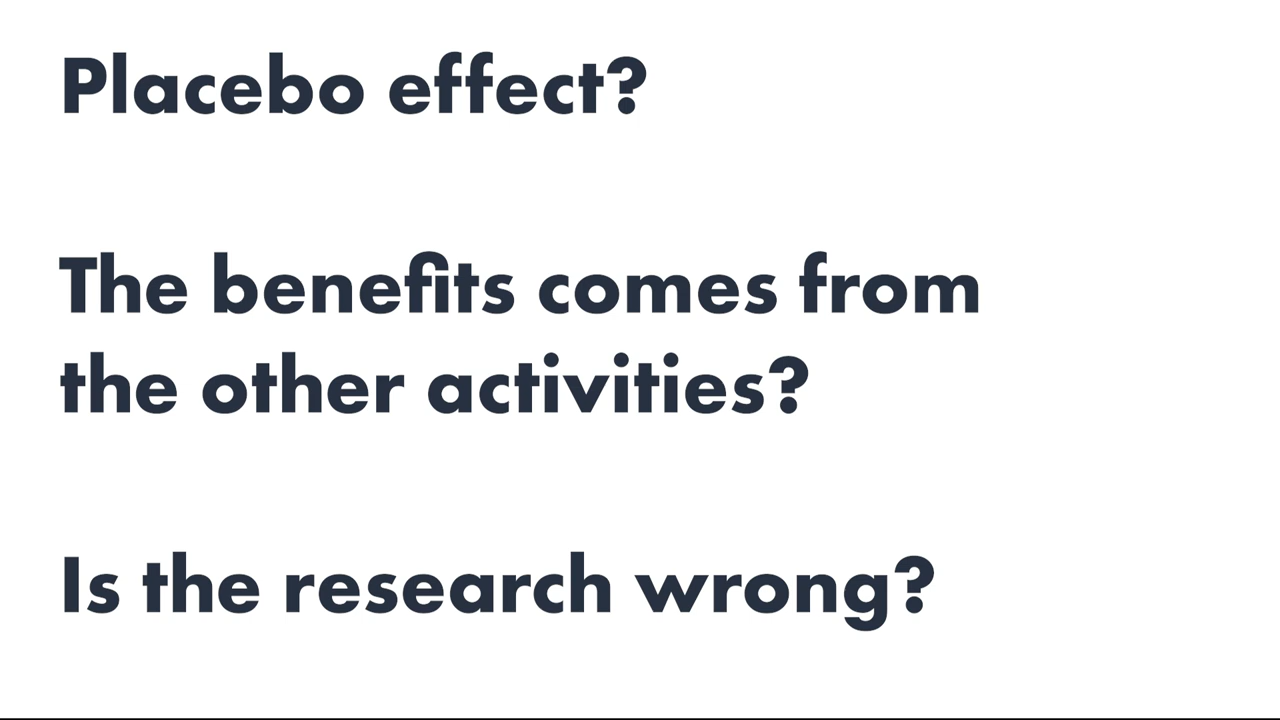 Placebo effect?
The benefits comes from
the other activities?
Is the research wrong?